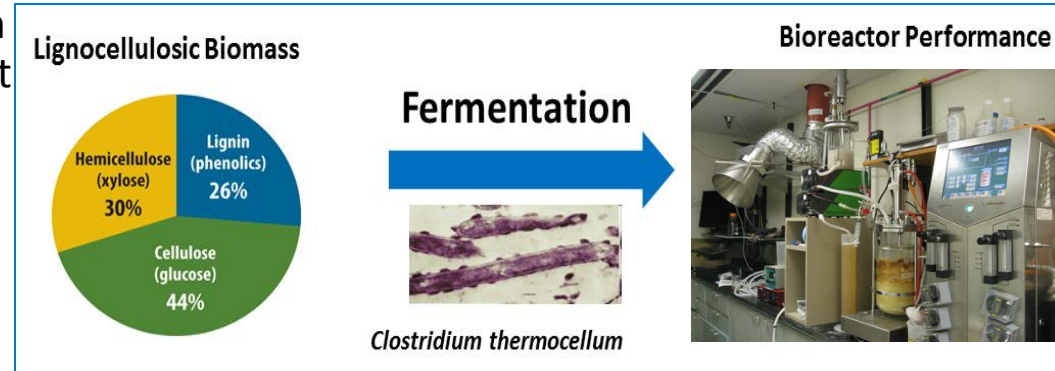 Lignocellulosic Biomass
Hemicellulose
(xylose)
30%
Lignin
(phenolics)
26%
Cellulose
(glucose)
44%
Fermentation
Clostridium thermocellum
Bioreactor Performance